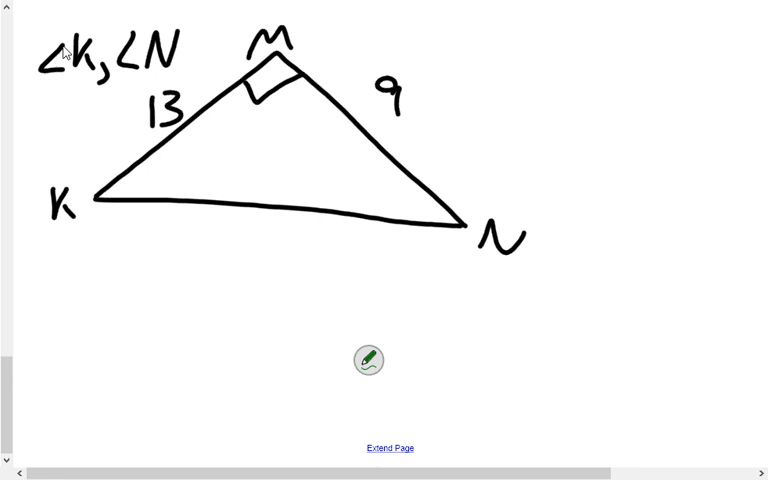 ∠K, ∠N
M
13
9
K
N
Extend Page